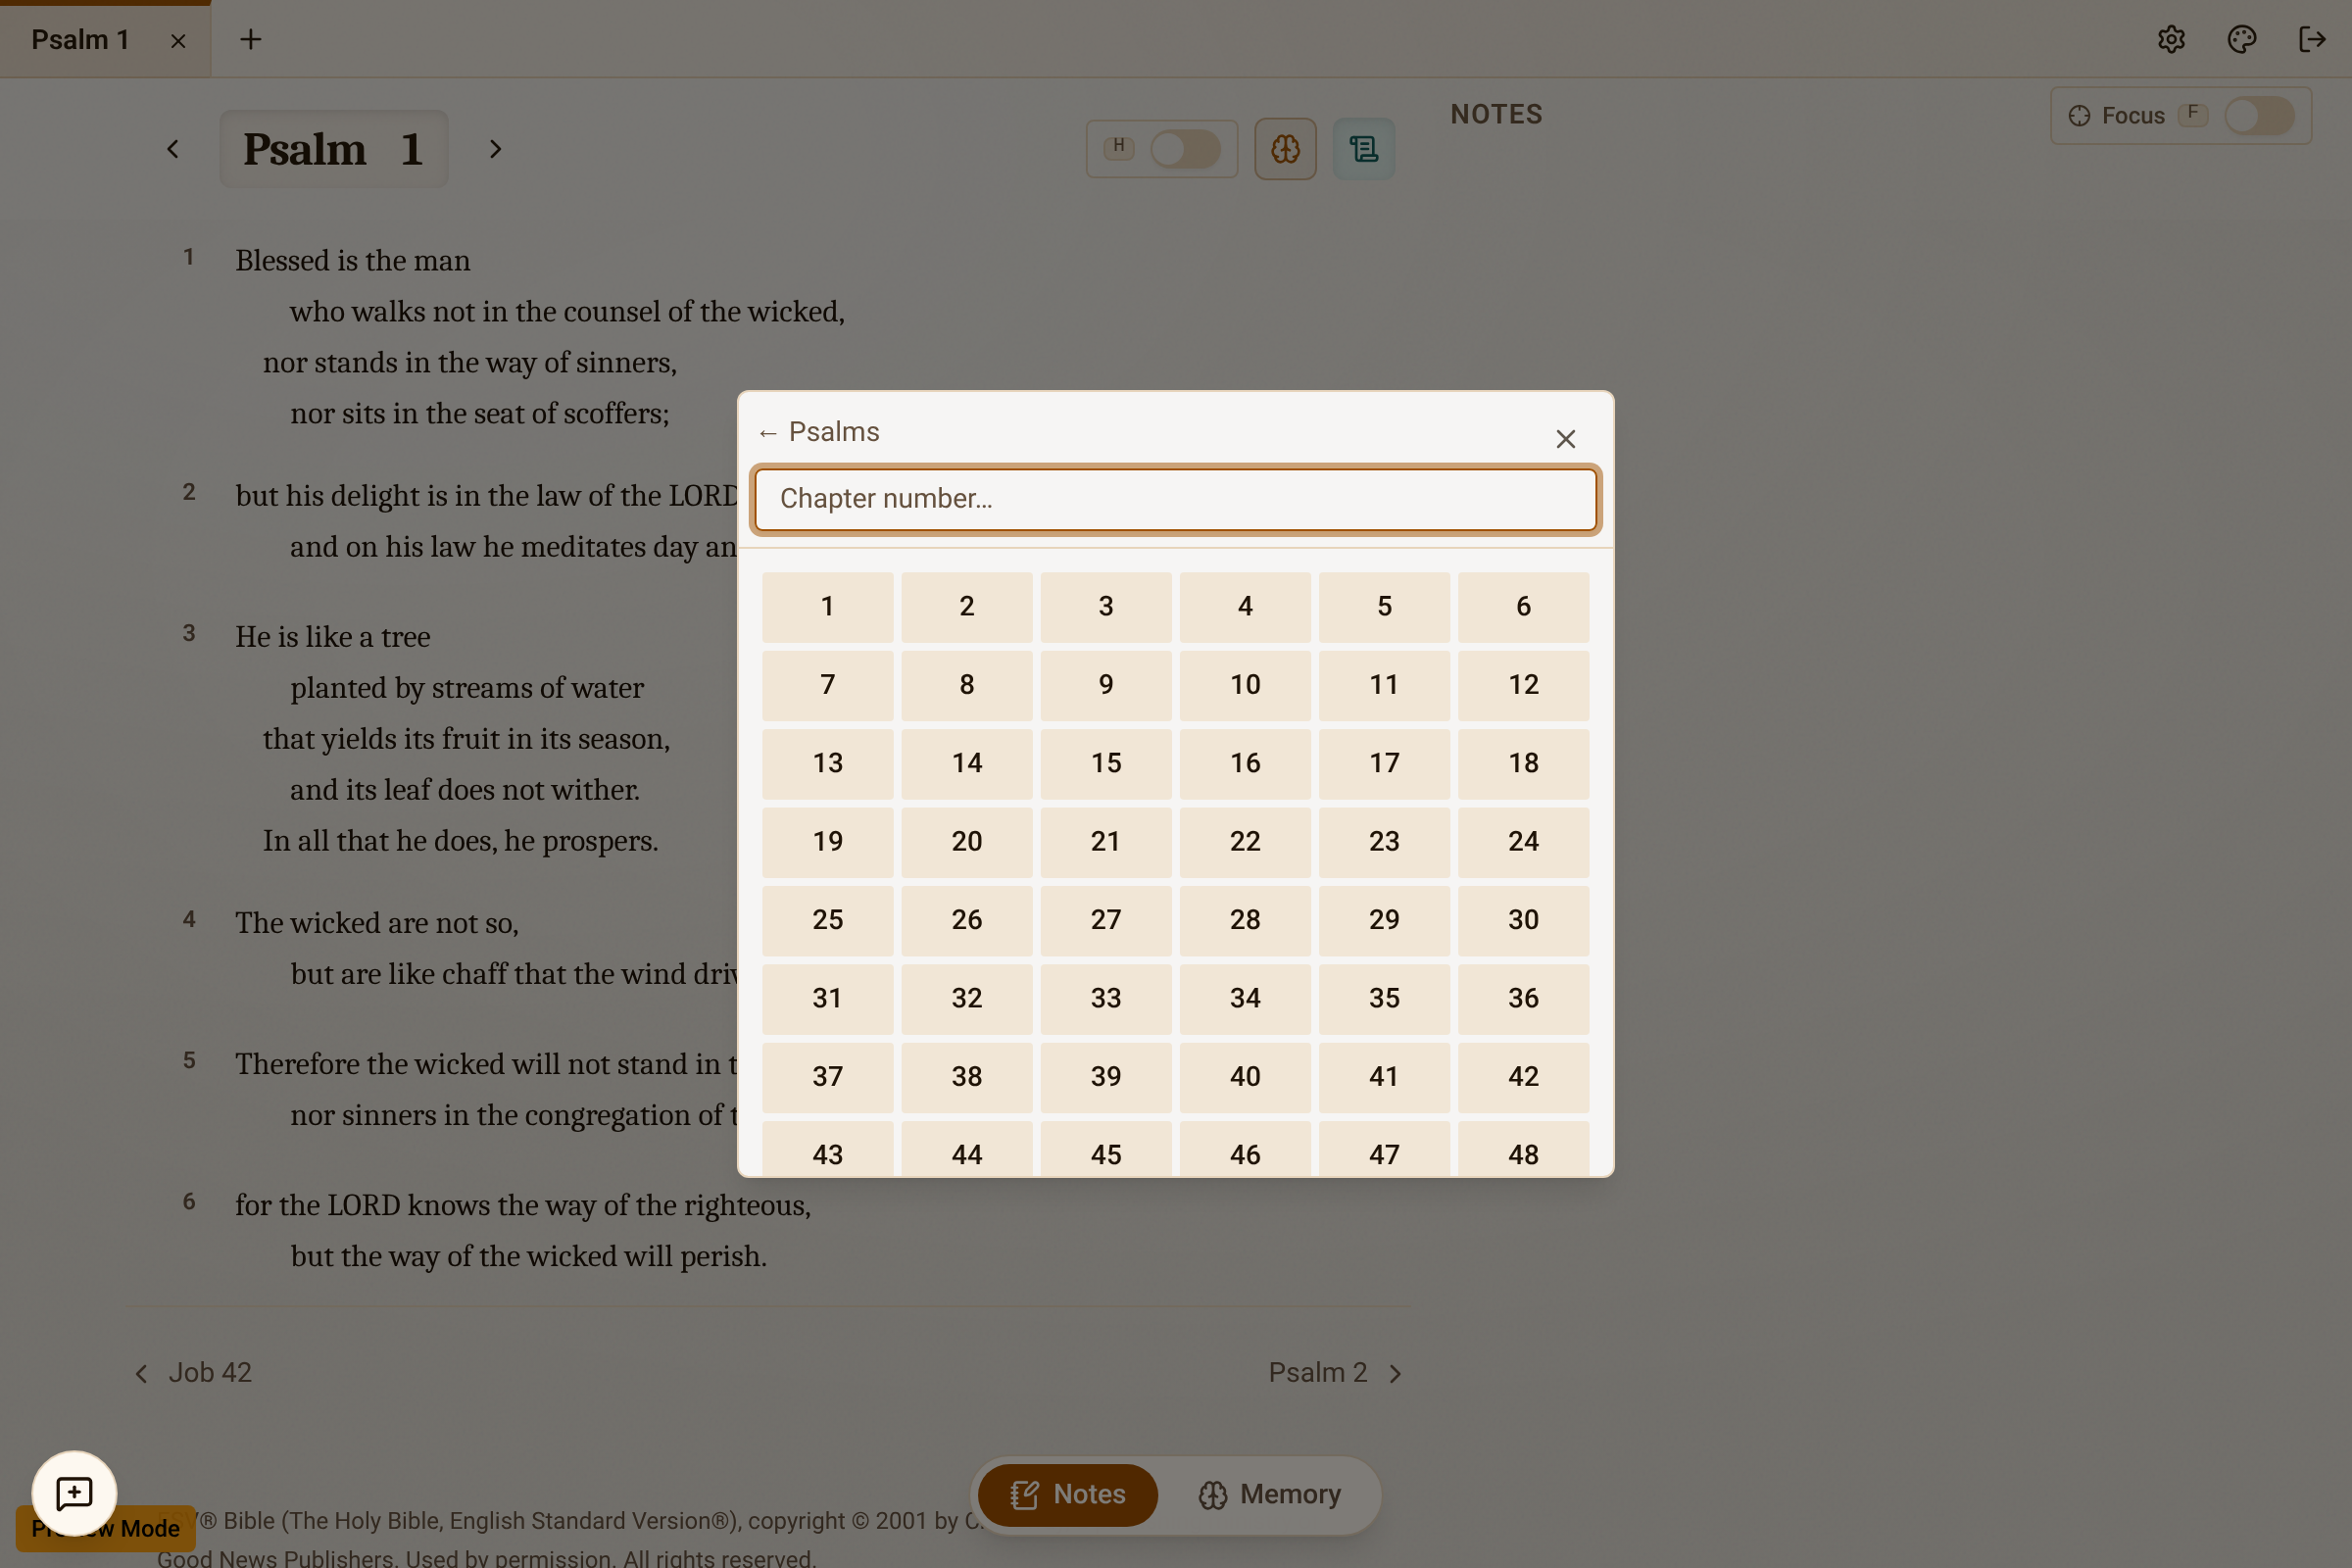 Psalm 1
Psalm 1
H
NOTES
Focus F
1 Blessed is the man
who walks not in the counsel of the wicked,
nor stands in the way of sinners,
nor sits in the seat of scoffers;
2 but his delight is in the law of the LORD
and on his law he meditates day an
3 He is like a tree
planted by streams of water
that yields its fruit in its season,
and its leaf does not wither.
In all that he does, he prospers.
4 The wicked are not so,
but are like chaff that the wind
5 Therefore the wicked will not stand in
nor sinners in the congregation of
6 for the LORD knows the way of the righteous,
but the way of the wicked will perish.
← Psalms
Chapter number...
1 2 3 4 5 6
7 8 9 10 11 12
13 14 15 16 17 18
19 20 21 22 23 24
25 26 27 28 29 30
31 32 33 34 35 36
37 38 39 40 41 42
43 44 45 46 47 48
Job 42
Psalm 2
Notes
Memory
Mode
Bible (The Holy Bible, English Standard Version®), copyright © 2001 by
Good News Publishers. Used by permission. All rights reserved.